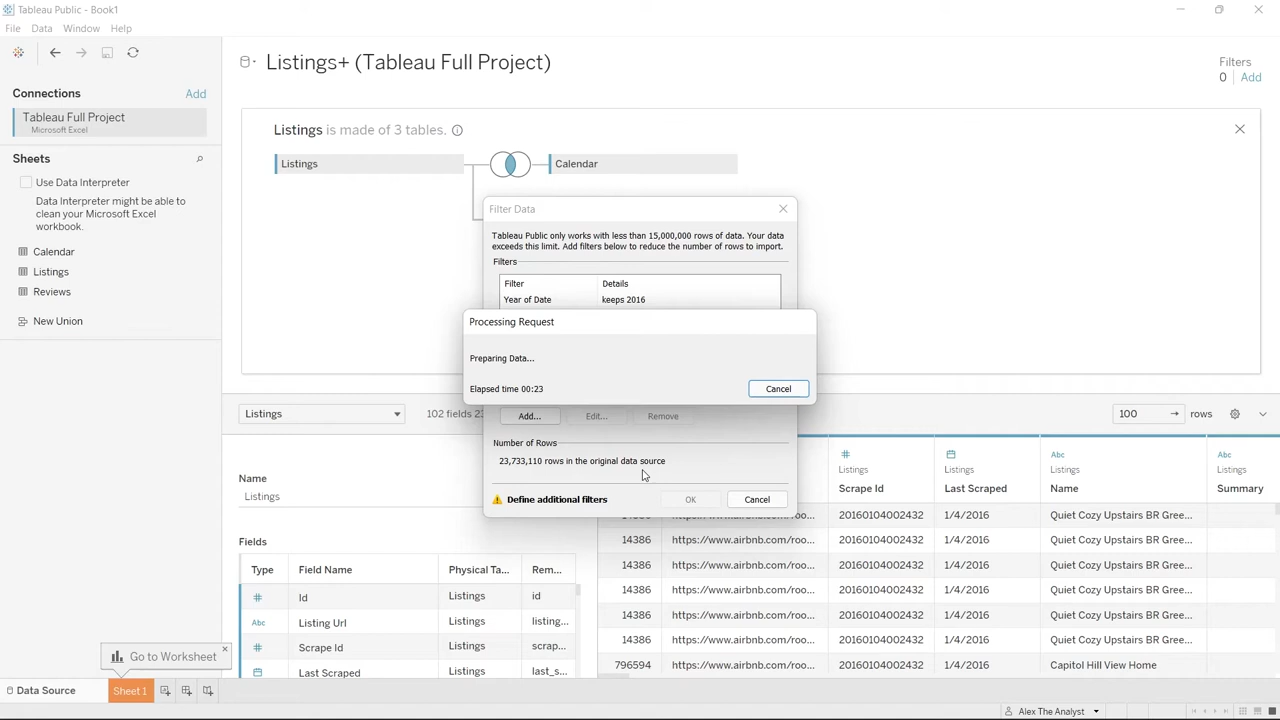 Tableau Public - Book1
File Data Window Help
Connections Add
Tableau Full Project
Microsoft Excel
Sheets
Use Data Interpreter
Data Interpreter might be able to
clean your Microsoft Excel
workbook.
Calendar
Listings
Reviews
New Union
Listings+ (Tableau Full Project)
Filters
0 Add
Listings is made of 3 tables.
Listings
Calendar
Filter Data
Tableau Public only works with less than 15,000,000 rows of data. Your data
exceeds this limit. Add filters below to reduce the number of rows to import.
Filters
Filter Details
Year of Date keeps 2016
Processing Request
Preparing Data...
Elapsed time 00:23 Cancel
Add... Edit... Remove
Number of Rows
23,733,110 rows in the original data source
Define additional filters OK Cancel
Listings 102 fields 100 rows
Name
Listings
Fields
Type Field Name Physical Ta... Rem...
# Id Listings id
Abc Listing Url Listings listing...
# Scrape Id Listings scrap...
Last Scraped Listings last_s...
# Abc Abc
Listings Listings Listings Listings
Scrape Id Last Scraped Name Summary
https://www.airbnb.com/roo... 20160104002432 1/4/2016 Quiet Cozy Upstairs BR Gree...
14386 https://www.airbnb.com/roo... 20160104002432 1/4/2016 Quiet Cozy Upstairs BR Gree...
14386 https://www.airbnb.com/roo... 20160104002432 1/4/2016 Quiet Cozy Upstairs BR Gree...
14386 https://www.airbnb.com/roo... 20160104002432 1/4/2016 Quiet Cozy Upstairs BR Gree...
14386 https://www.airbnb.com/roo... 20160104002432 1/4/2016 Quiet Cozy Upstairs BR Gree...
14386 https://www.airbnb.com/roo... 20160104002432 1/4/2016 Quiet Cozy Upstairs BR Gree...
796594 https://www.airbnb.com/roo... 20160104002432 1/4/2016 Capitol Hill View Home
Go to Worksheet
Data Source Sheet 1
Alex The Analyst